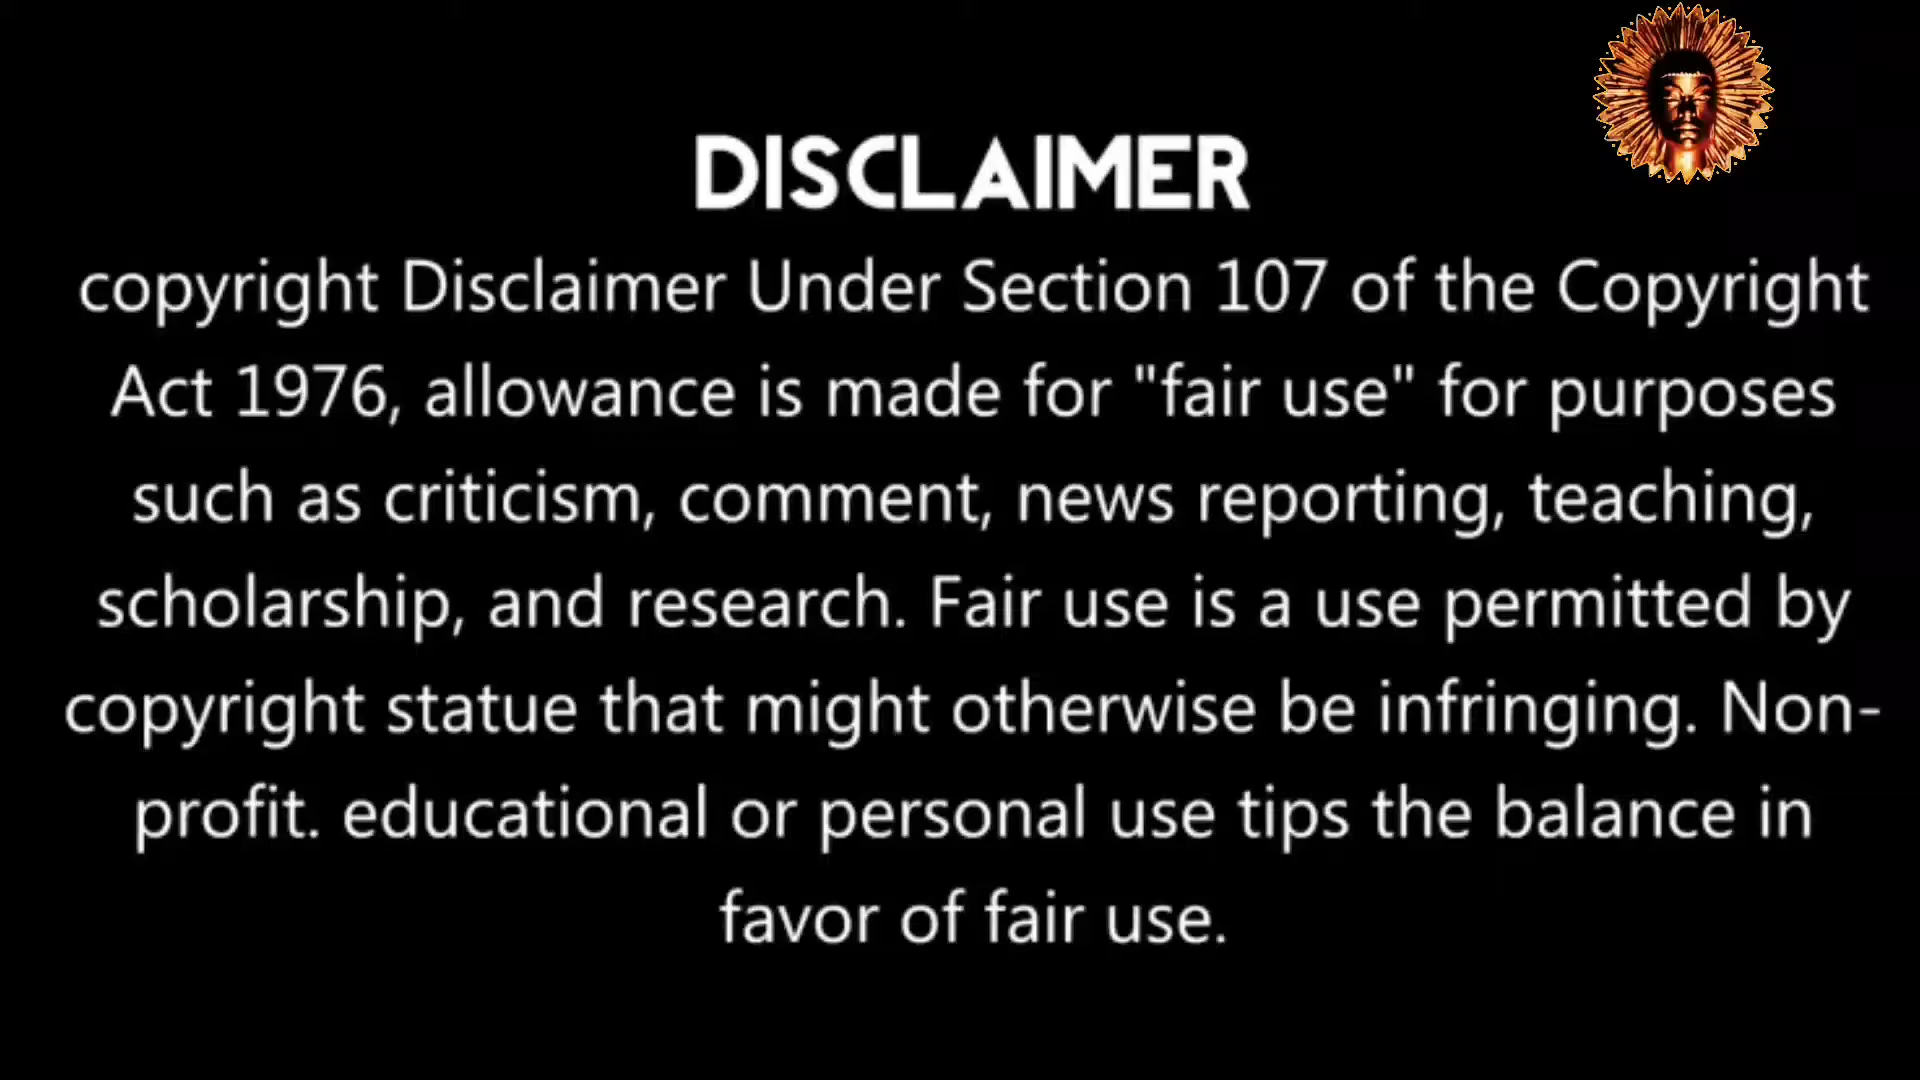 DISCLAIMER
copyright Disclaimer Under Section 107 of the Copyright
Act 1976, allowance is made for "fair use" for purposes
such as criticism, comment, news reporting, teaching,
scholarship, and research. Fair use is a use permitted by
copyright statue that might otherwise be infringing. Non-
profit. educational or personal use tips the balance in
favor of fair use.